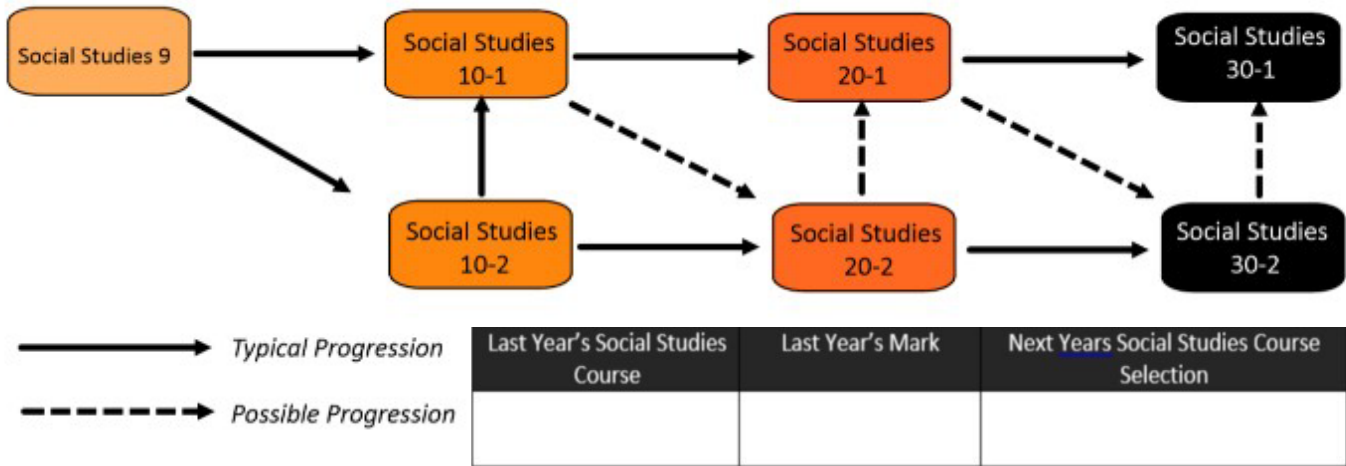 Social Studies 9
Social Studies
10-1
Social Studies
20-1
Social Studies
30-1
Social Studies
10-2
Social Studies
20-2
Social Studies
30-2
Typical Progression
Possible Progression
Last Year's Social Studies
Course
Last Year's Mark
Next Years Social Studies Course
Selection